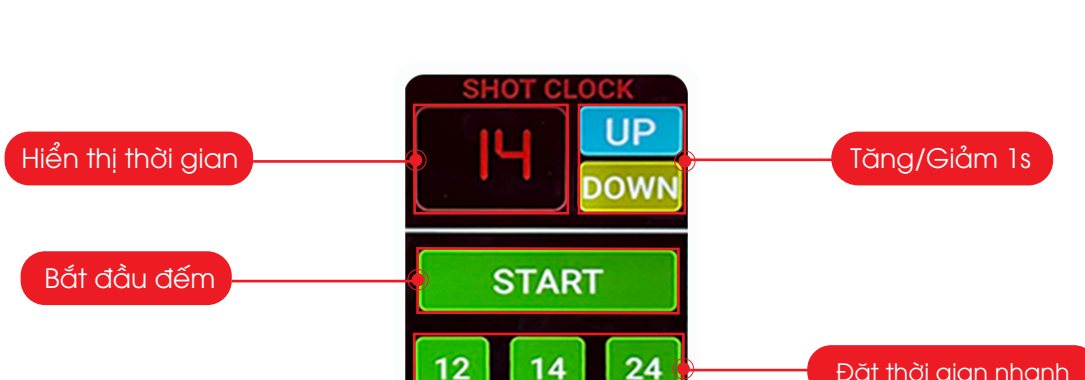 SHOT CLOCK
Hiển thị thời gian
14
UP
DOWN
Tăng/Giảm 1s
Bắt đầu đếm
START
12 14 24
Đặt thời gian nhanh